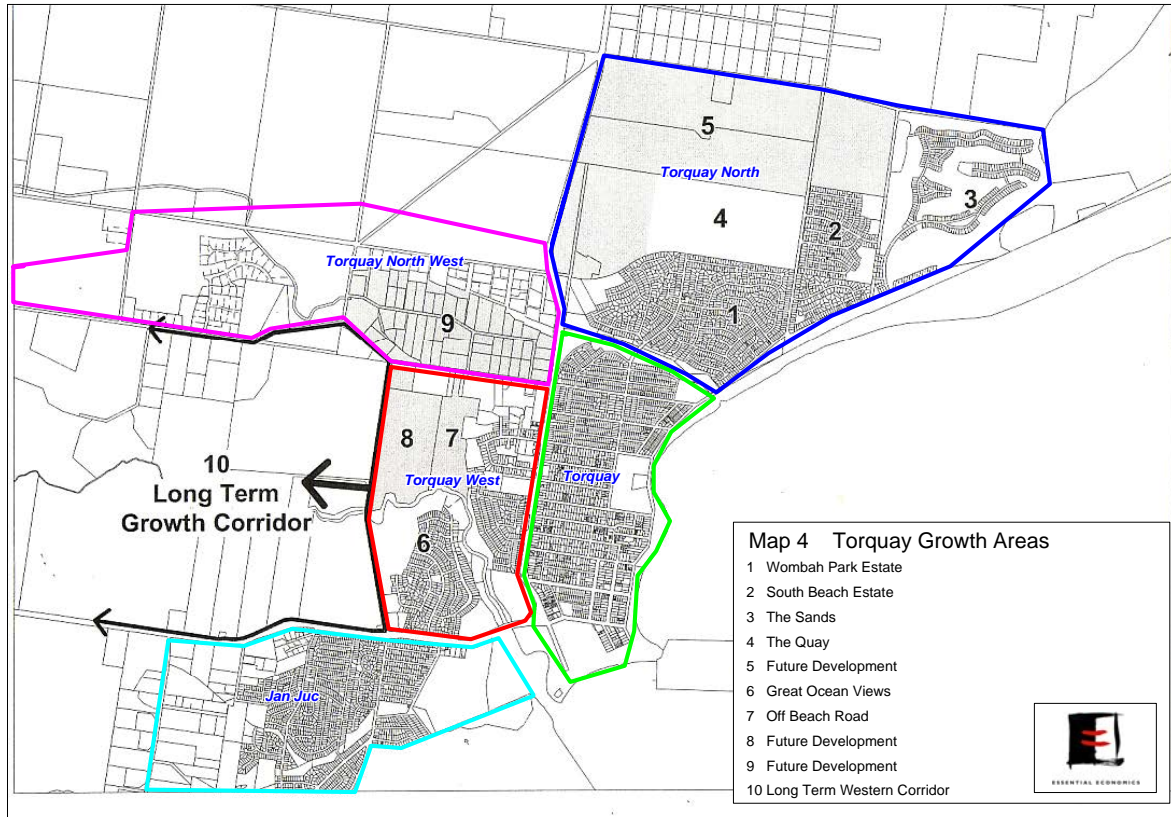 5
Torquay North
4
3
2
Torquay North West
9
1
8
7
10
Long Term
Growth Corridor
Torquay West
Torquay
6
Jan Juc
Map 4 Torquay Growth Areas
1 Wombah Park Estate
2 South Beach Estate
3 The Sands
4 The Quay
5 Future Development
6 Great Ocean Views
7 Off Beach Road
8 Future Development
9 Future Development
10 Long Term Western Corridor
ESSENTIAL ECONOMICS